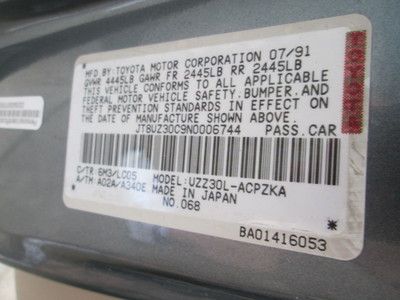 MFD BY TOYOTA MOTOR CORPORATION 07/91
GVWR 4445LB GAWR FR 2445LB RR 2445LB
THIS VEHICLE CONFORMS TO ALL APPLICABLE
FEDERAL MOTOR VEHICLE SAFETY, BUMPER, AND
THEFT PREVENTION STANDARDS IN EFFECT ON THE
DATE OF MANUFACTURE SHOWN ABOVE.
JT8UZ30C9N0006744 PASS.CAR
C/TR: 6M3/LC05 MODEL: UZZ30L-ACPZKA
A/TM: A02A/A340E MADE IN JAPAN
NO.068
BA01416053